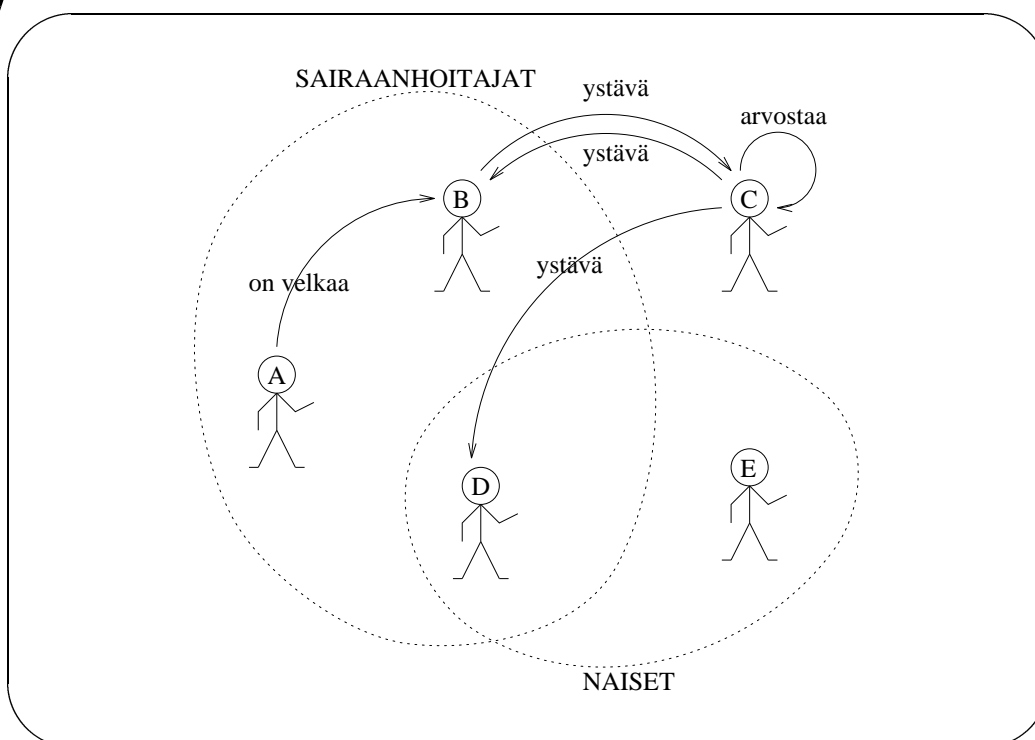 SAIRAANHOITAJAT
ystävä
arvostaa
ystävä
B
C
ystävä
on velkaa
A
E
D
NAISET